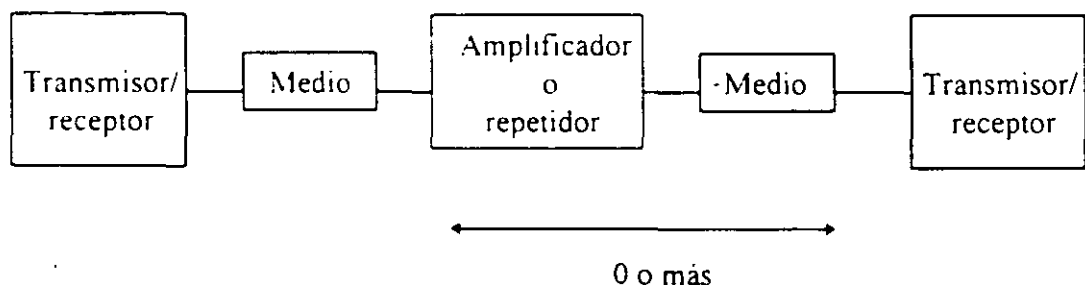 Transmisor/
receptor
Medio
Amplificador
o
repetidor
-Medio
Transmisor/
receptor
0 o más